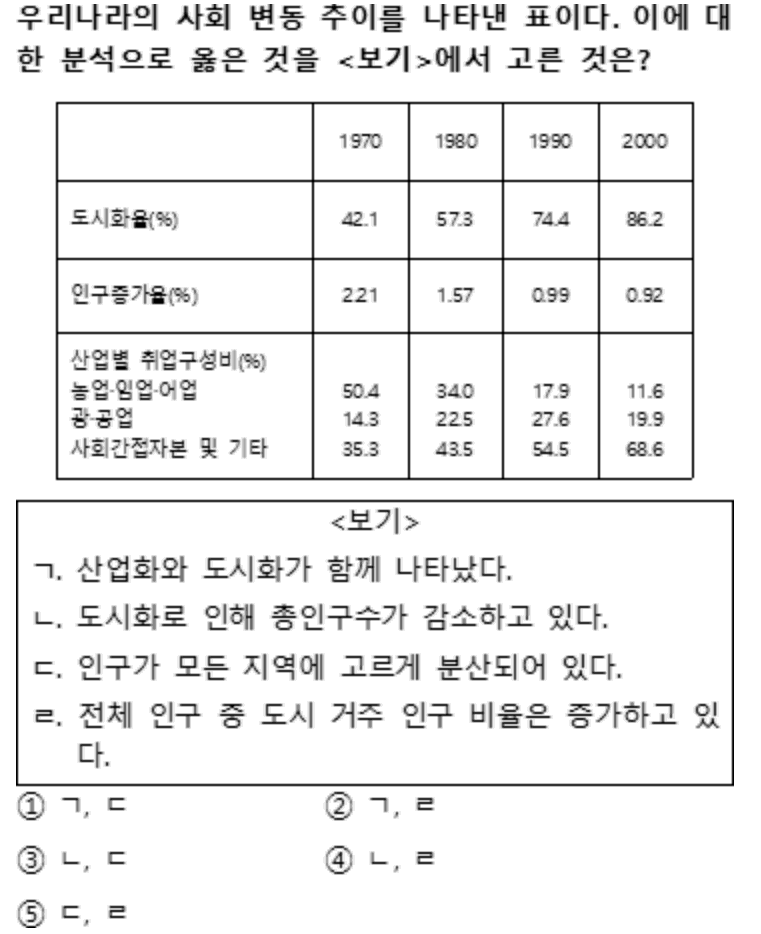 우리나라의 사회 변동 추이를 나타낸 표이다. 이에 대
한 분석으로 옳은 것을 <보기>에서 고른 것은?
1970 1980 1990 2000
도시화율(%) 42.1 57.3 74.4 86.2
인구증가율(%) 2.21 1.57 0.99 0.92
산업별 취업구성비(%)
농업·임업·어업 50.4 34.0 17.9 11.6
광·공업 14.3 22.5 27.6 19.9
사회간접자본 및 기타 35.3 43.5 54.5 68.6
<보기>
ㄱ. 산업화와 도시화가 함께 나타났다.
ㄴ. 도시화로 인해 총인구수가 감소하고 있다.
ㄷ. 인구가 모든 지역에 고르게 분산되어 있다.
ㄹ. 전체 인구 중 도시 거주 인구 비율은 증가하고 있
다.
① ㄱ, ㄷ ② ㄱ, ㄹ
③ ㄴ, ㄷ ④ ㄴ, ㄹ
⑤ ㄷ, ㄹ